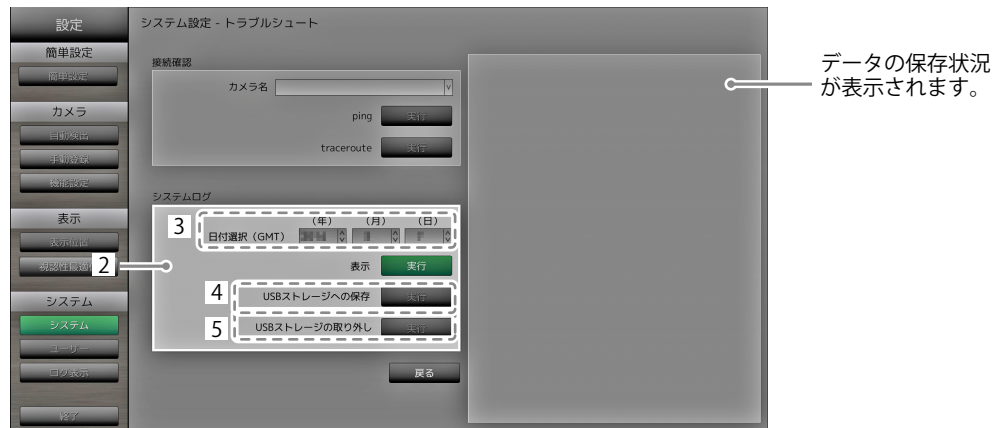 設定
システム設定 - トラブルシュート
簡単設定
簡単設定
カメラ
自動検出
手動登録
機能設定
表示
表示位置
システム
システム
ユーザー
ログ表示
終了
接続確認
カメラ名
ping 実行
traceroute 実行
システムログ
3
(年) (月) (日)
日付選択(GMT)
2
表示 実行
4
USBストレージへの保存 実行
5
USBストレージの取り外し 実行
戻る
データの保存状況
が表示されます。